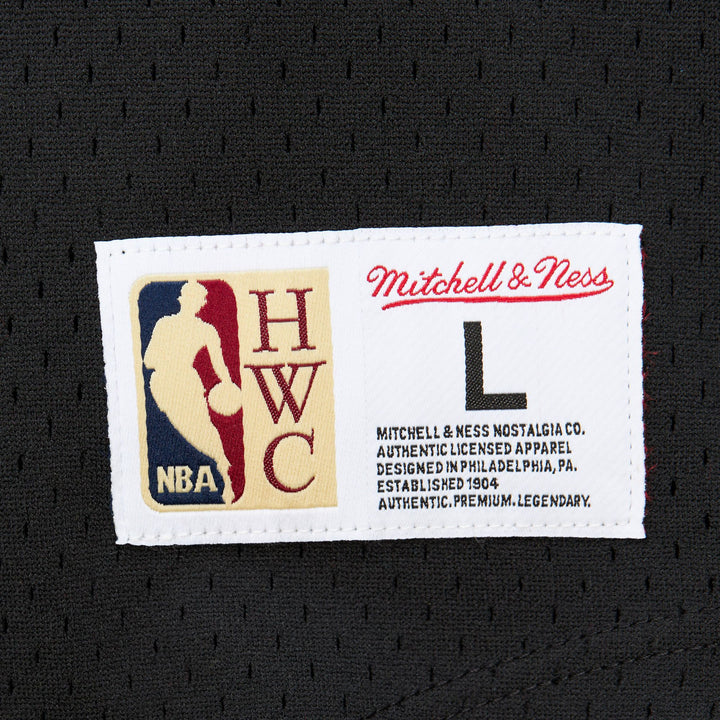 NBA
H
W
C
Mitchell & Ness
L
MITCHELL & NESS NOSTALGIA CO.
AUTHENTIC LICENSED APPAREL
DESIGNED IN PHILADELPHIA, PA.
ESTABLISHED 1904
AUTHENTIC. PREMIUM. LEGENDARY.